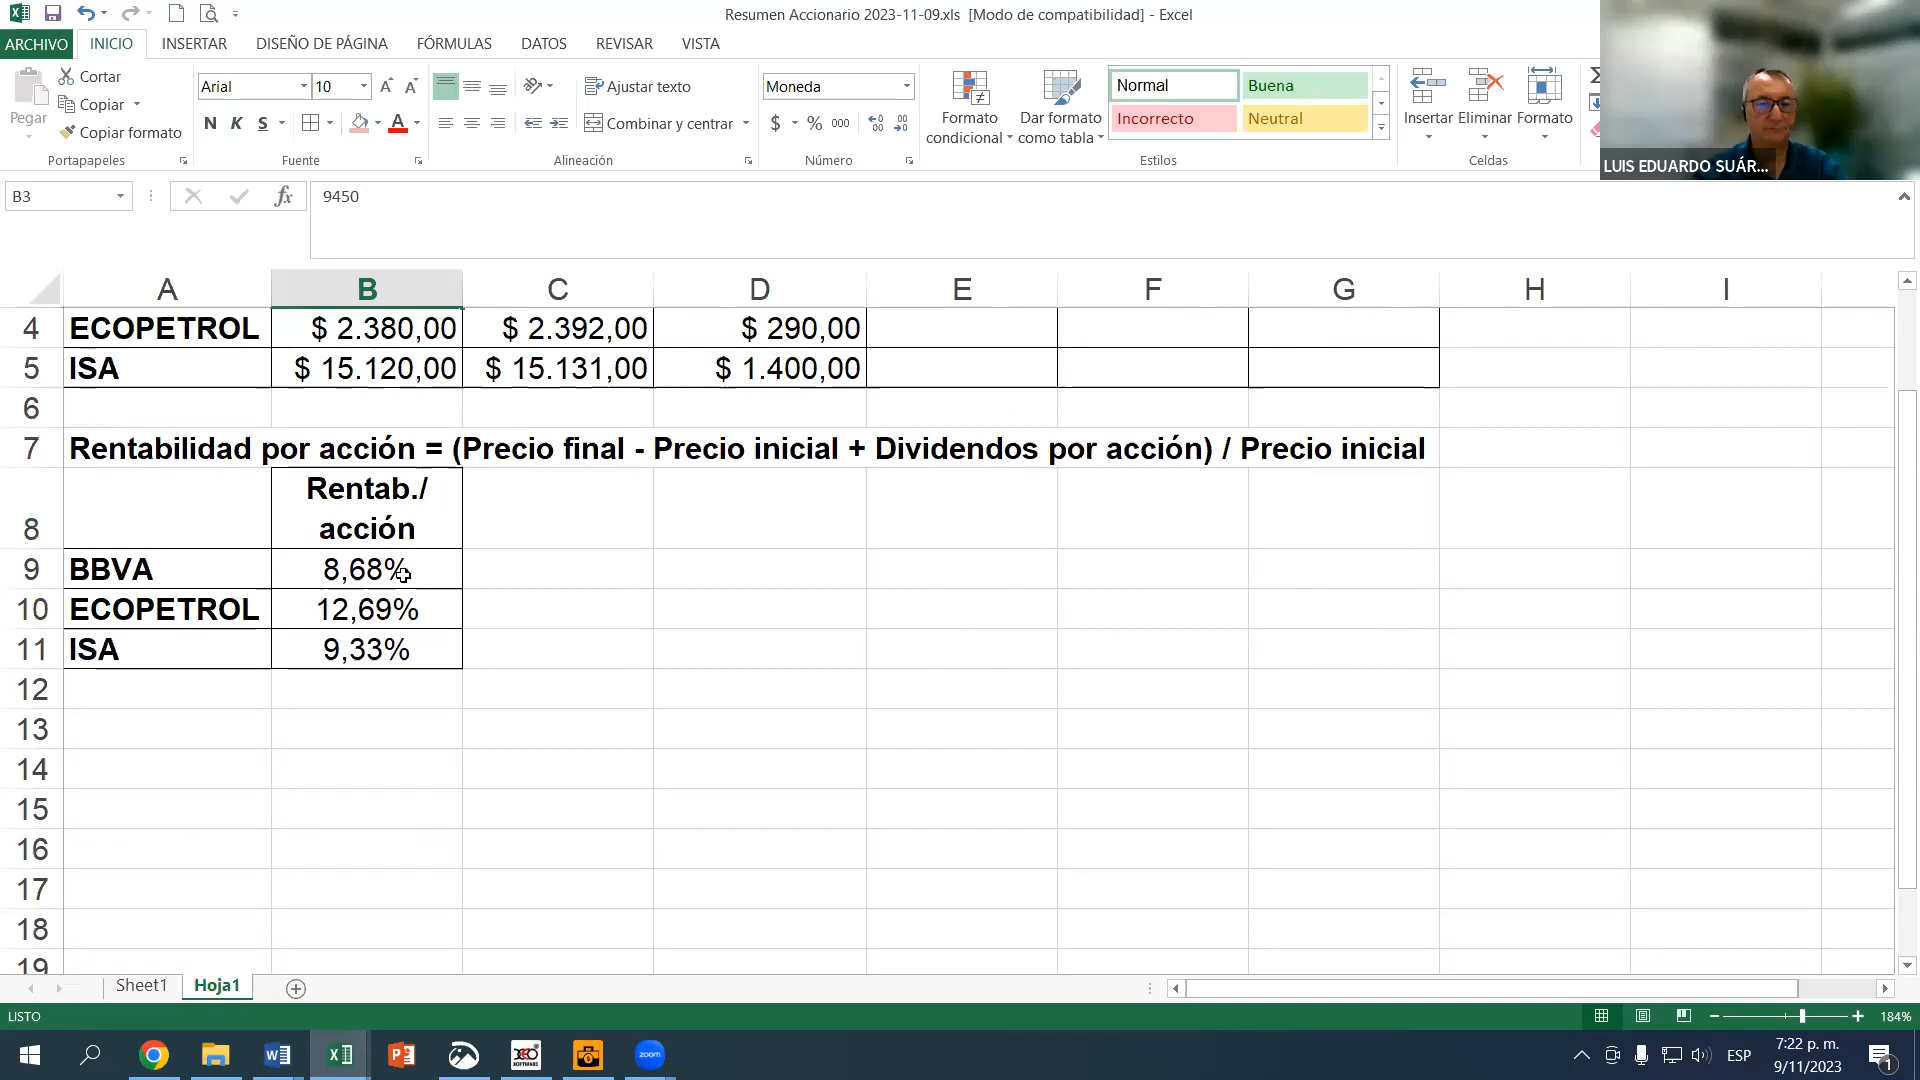 Resumen Accionario 2023-11-09.xls [Modo de compatibilidad] - Excel
ARCHIVO INICIO INSERTAR DISEÑO DE PÁGINA FÓRMULAS DATOS REVISAR VISTA
Pegar
Cortar
Copiar
Copiar formato
Portapapeles
Arial 10
N K S
Fuente
Ajustar texto
Combinar y centrar
Alineación
Moneda
$ % 000
Número
Formato condicional
Dar formato como tabla
Normal Buena
Incorrecto Neutral
Estilos
Insertar Eliminar Formato
Celdas
LUIS EDUARDO SUÁR...
B3 fx 9450
A B C D E F G H I
4 ECOPETROL $ 2.380,00 $ 2.392,00 $ 290,00
5 ISA $ 15.120,00 $ 15.131,00 $ 1.400,00
6
7 Rentabilidad por acción = (Precio final - Precio inicial + Dividendos por acción) / Precio inicial
8 Rentab./
acción
9 BBVA 8,68%
10 ECOPETROL 12,69%
11 ISA 9,33%
12
13
14
15
16
17
18
19
Sheet1 Hoja1
LISTO 184%
zoom
ESP
7:22 p. m.
9/11/2023
1